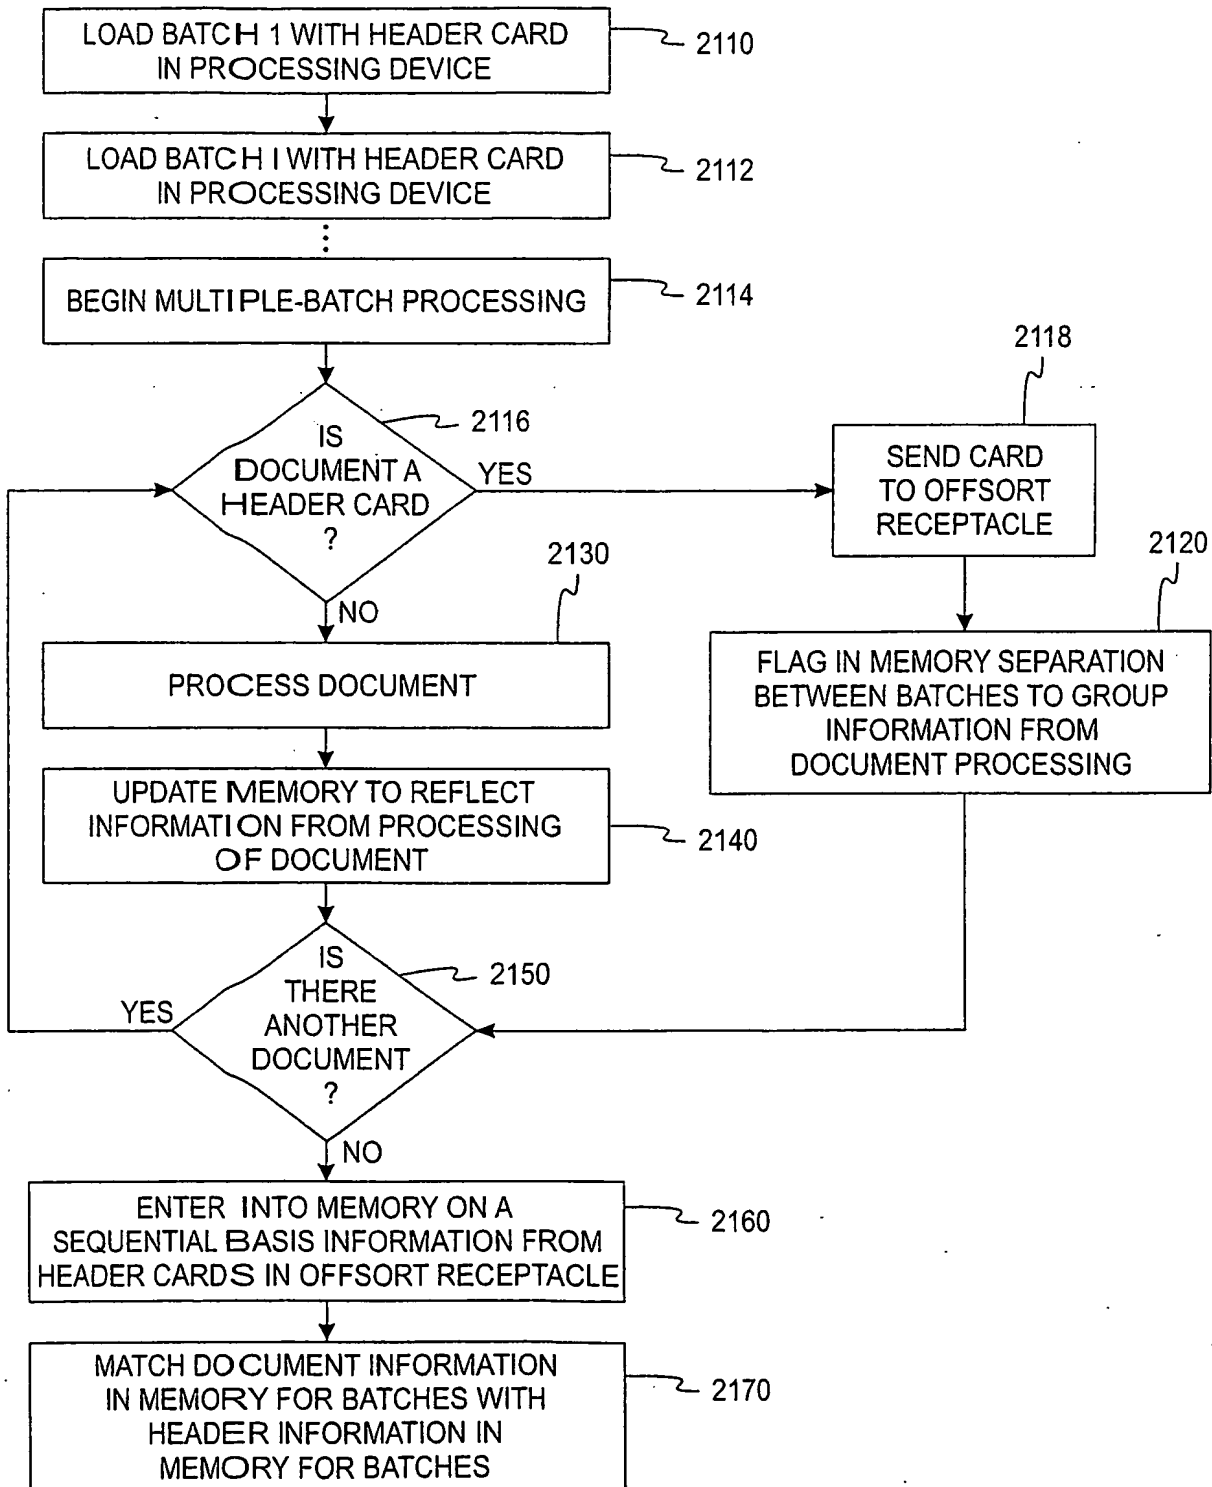 LOAD BATCH 1 WITH HEADER CARD
IN PROCESSING DEVICE
2110
LOAD BATCH I WITH HEADER CARD
IN PROCESSING DEVICE
2112
BEGIN MULTIPLE-BATCH PROCESSING
2114
2116
IS
DOCUMENT A
HEADER CARD
?
YES
2118
SEND CARD
TO OFFSORT
RECEPTACLE
2120
FLAG IN MEMORY SEPARATION
BETWEEN BATCHES TO GROUP
INFORMATION FROM
DOCUMENT PROCESSING
NO
2130
PROCESS DOCUMENT
UPDATE MEMORY TO REFLECT
INFORMATION FROM PROCESSING
OF DOCUMENT
2140
2150
IS
THERE
ANOTHER
DOCUMENT
?
YES
NO
ENTER INTO MEMORY ON A
SEQUENTIAL BASIS INFORMATION FROM
HEADER CARDS IN OFFSORT RECEPTACLE
2160
MATCH DOCUMENT INFORMATION
IN MEMORY FOR BATCHES WITH
HEADER INFORMATION IN
MEMORY FOR BATCHES
2170